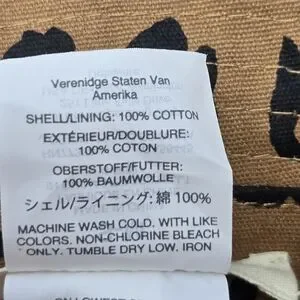 Verenidge Staten Van
Amerika
SHELL/LINING: 100% COTTON
EXTÉRIEUR/DOUBLURE:
100% COTON
OBERSTOFF/FUTTER:
100% BAUMWOLLE
シェル/ライニング: 綿 100%
MACHINE WASH COLD. WITH LIKE
COLORS. NON-CHLORINE BLEACH
ONLY. TUMBLE DRY LOW. IRON